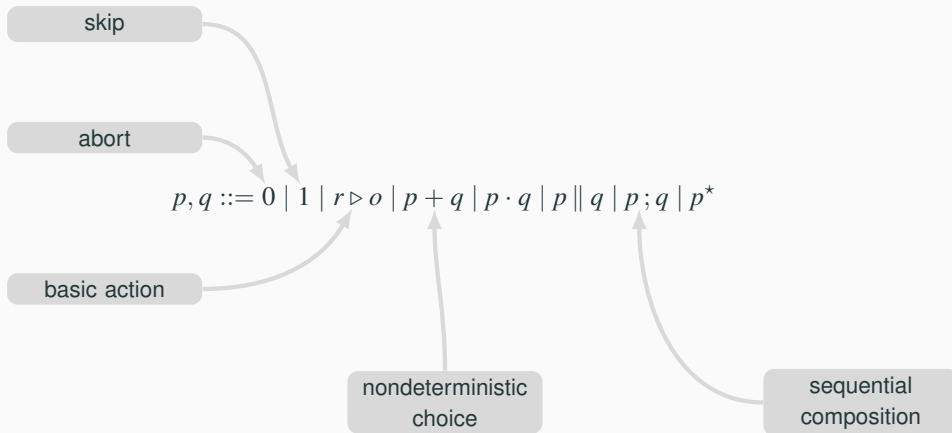 skip
abort
p, q ::= 0 | 1 | r ▹ o | p + q | p · q | p ∥ q | p ; q | p⋆
basic action
nondeterministic
choice
sequential
composition